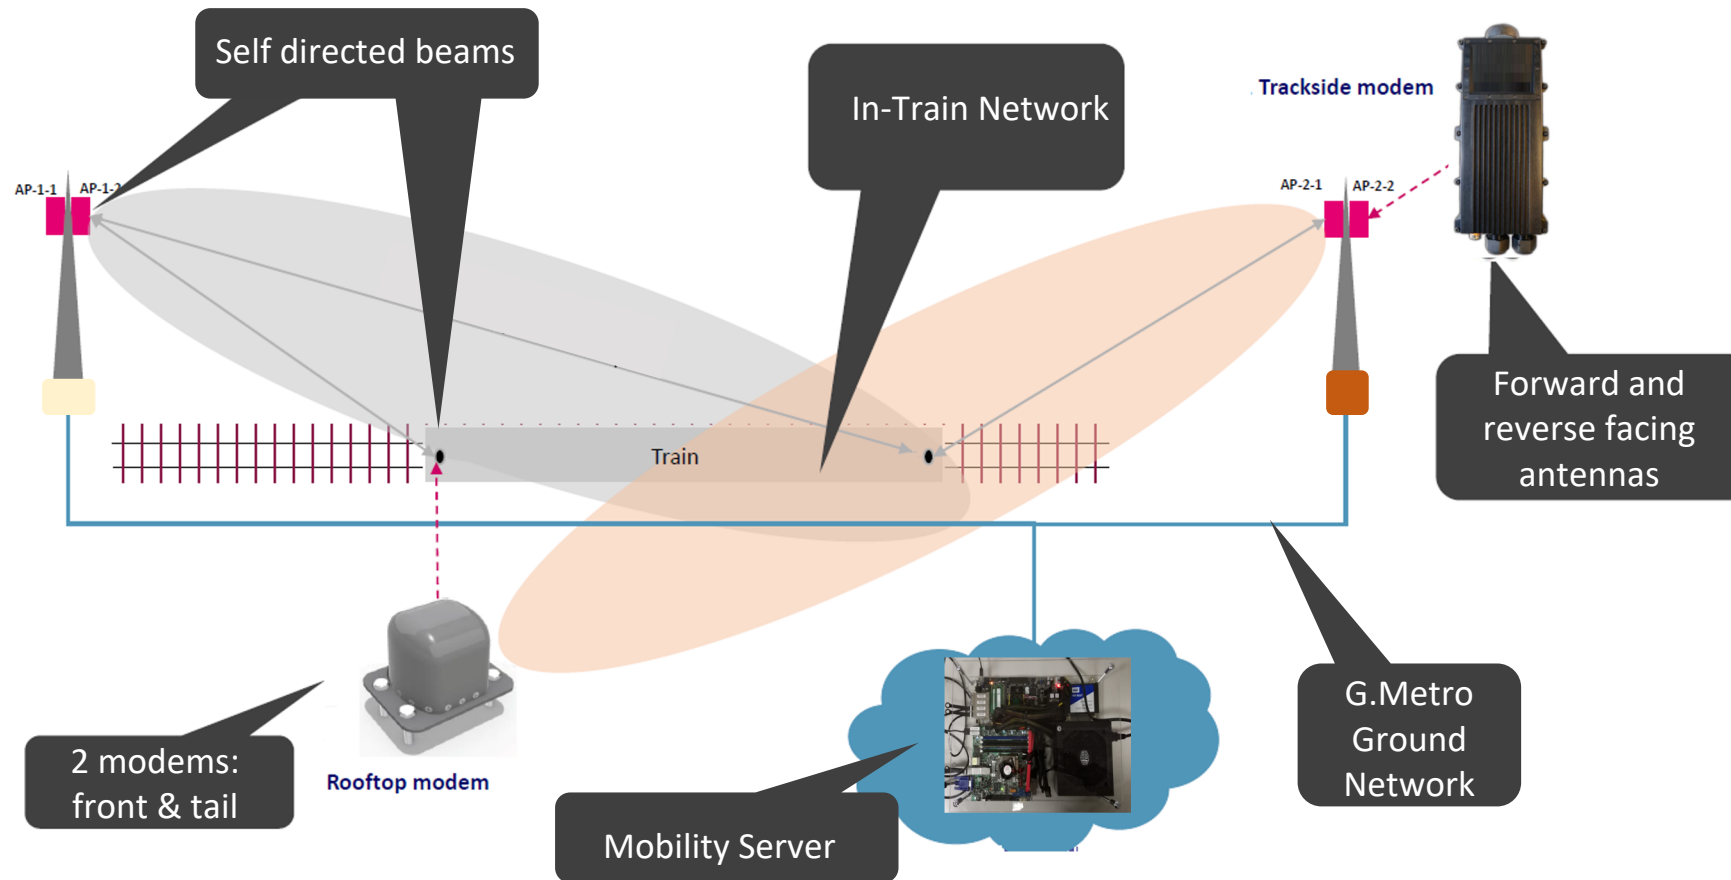 Self directed beams
In-Train Network
Trackside modem
AP-1-1
AP-1-2
AP-2-1
AP-2-2
Forward and
reverse facing
antennas
Train
2 modems:
front & tail
Rooftop modem
Mobility Server
G.Metro
Ground
Network